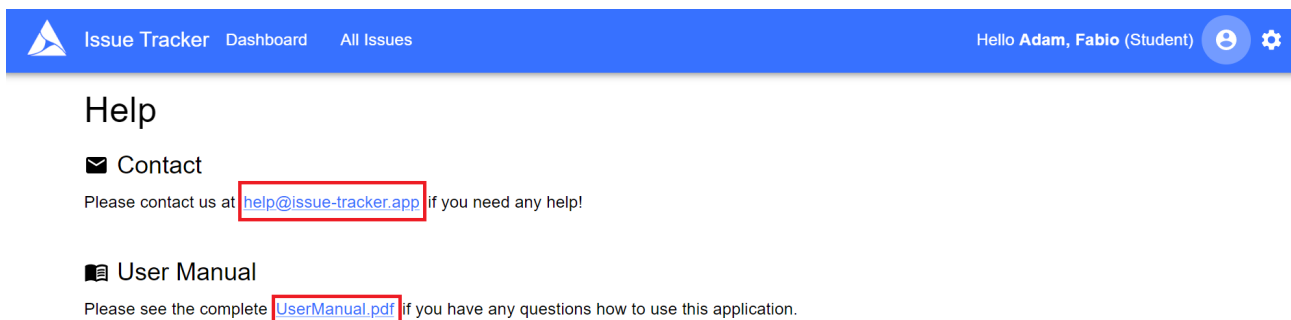 Issue Tracker Dashboard All Issues Hello Adam, Fabio (Student)
Help
Contact
Please contact us at help@issue-tracker.app if you need any help!
User Manual
Please see the complete UserManual.pdf if you have any questions how to use this application.